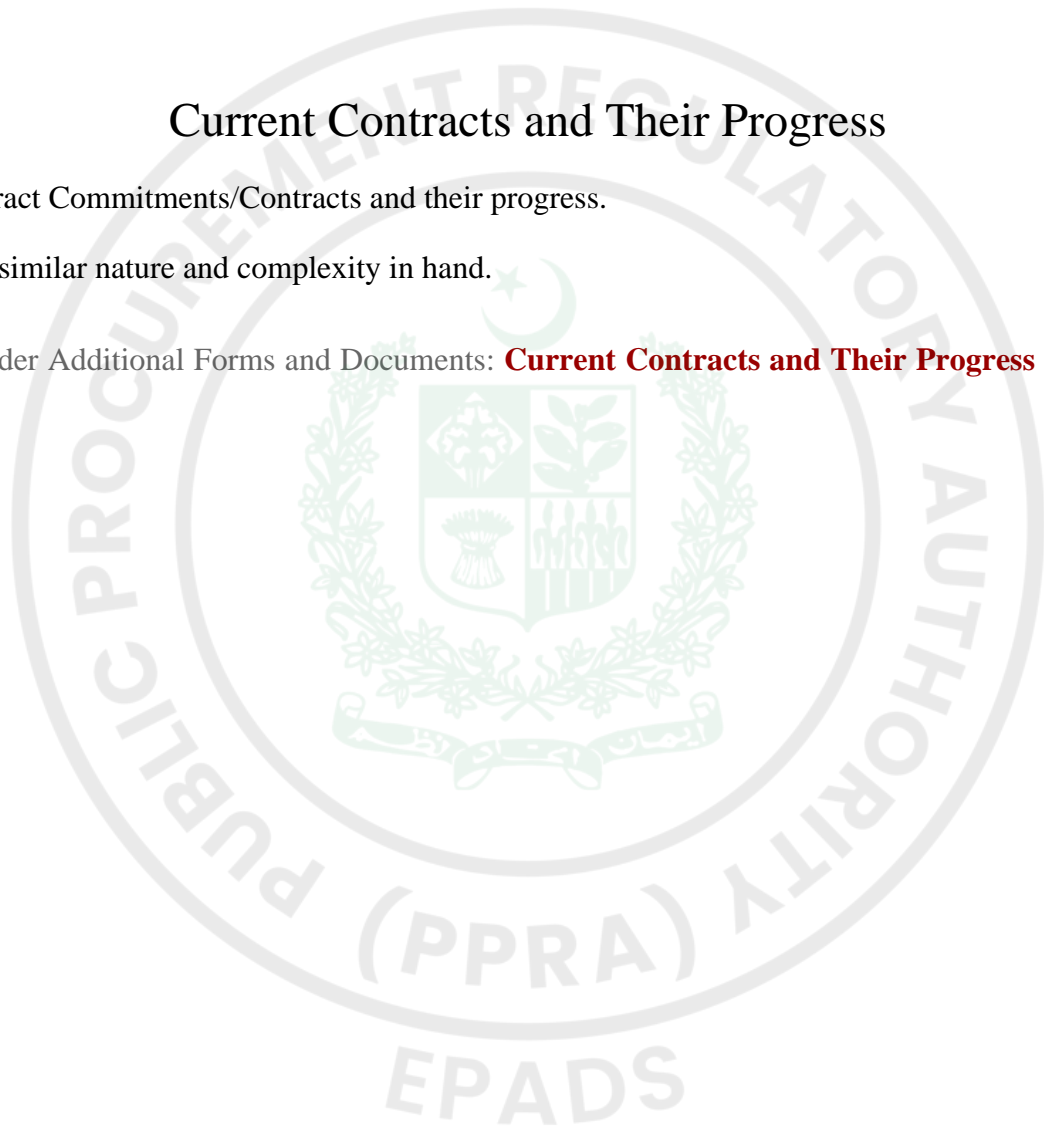 Current Contracts and Their Progress
ract Commitments/Contracts and their progress.
similar nature and complexity in hand.
der Additional Forms and Documents: Current Contracts and Their Progress
PUBLIC PROCUREMENT REGULATORY AUTHORITY
(PPRA)
EPADS